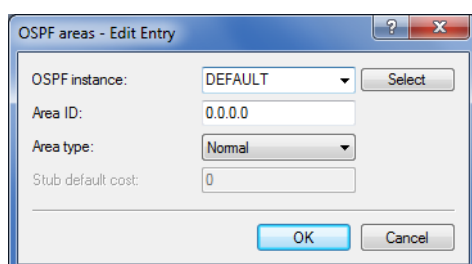 OSPF areas - Edit Entry ? X
OSPF instance: DEFAULT Select
Area ID: 0.0.0.0
Area type: Normal
Stub default cost: 0
OK Cancel